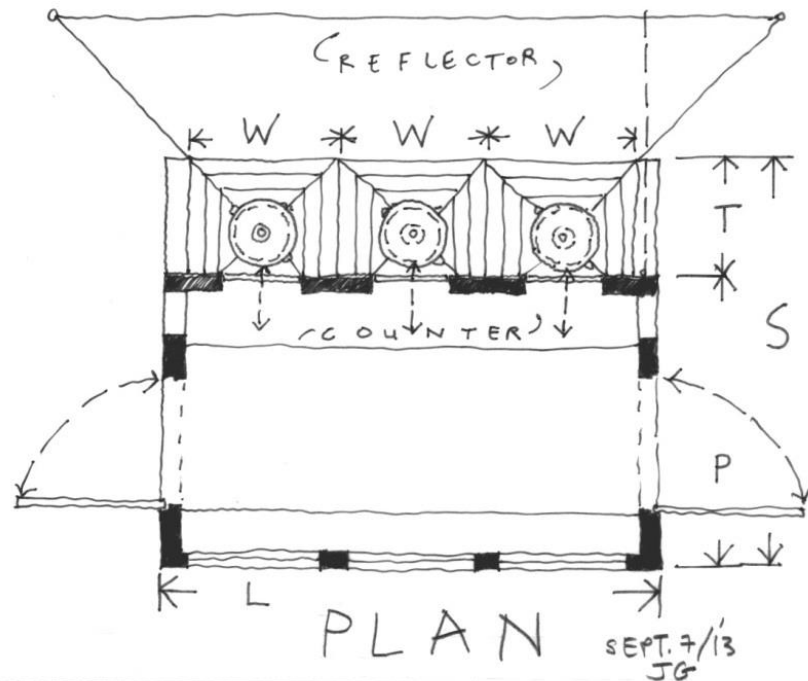 (REFLECTOR)
W W W
T
S
(COUNTER)
P
L
PLAN
SEPT. 7/13
JG